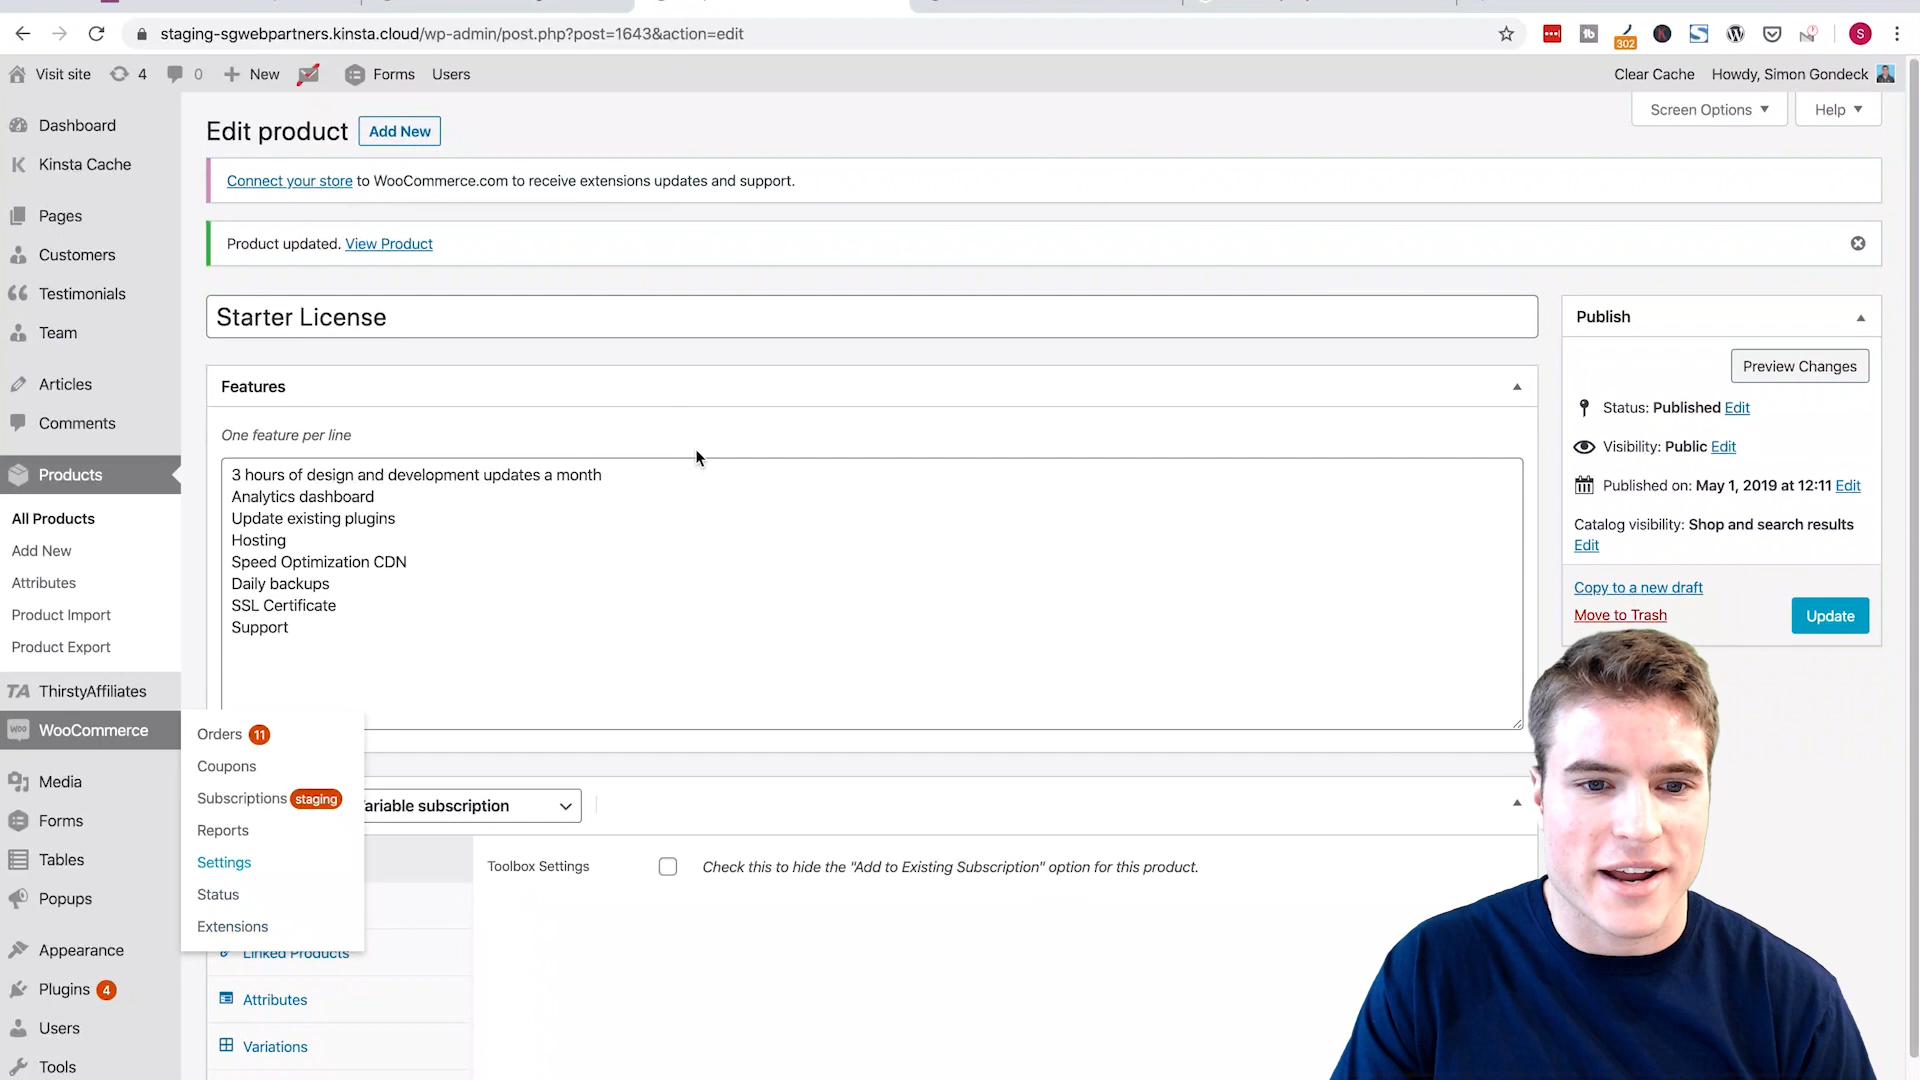 staging-sgwebpartners.kinsta.cloud/wp-admin/post.php?post=1643&action=edit
302
S
Visit site
4
0
New
Forms
Users
Clear Cache
Howdy, Simon Gondeck
Screen Options
Help
Dashboard
Kinsta Cache
Pages
Customers
Testimonials
Team
Articles
Comments
Products
All Products
Add New
Attributes
Product Import
Product Export
TA ThirstyAffiliates
WooCommerce
Media
Forms
Tables
Popups
Appearance
Plugins 4
Users
Tools
Orders 11
Coupons
Subscriptions staging
Reports
Settings
Status
Extensions
Edit product
Add New
Connect your store to WooCommerce.com to receive extensions updates and support.
Product updated. View Product
Starter License
Features
One feature per line
3 hours of design and development updates a month
Analytics dashboard
Update existing plugins
Hosting
Speed Optimization CDN
Daily backups
SSL Certificate
Support
ariable subscription
Linked Products
Attributes
Variations
Toolbox Settings
Check this to hide the "Add to Existing Subscription" option for this product.
Publish
Preview Changes
Status: Published Edit
Visibility: Public Edit
Published on: May 1, 2019 at 12:11 Edit
Catalog visibility: Shop and search results
Edit
Copy to a new draft
Move to Trash
Update